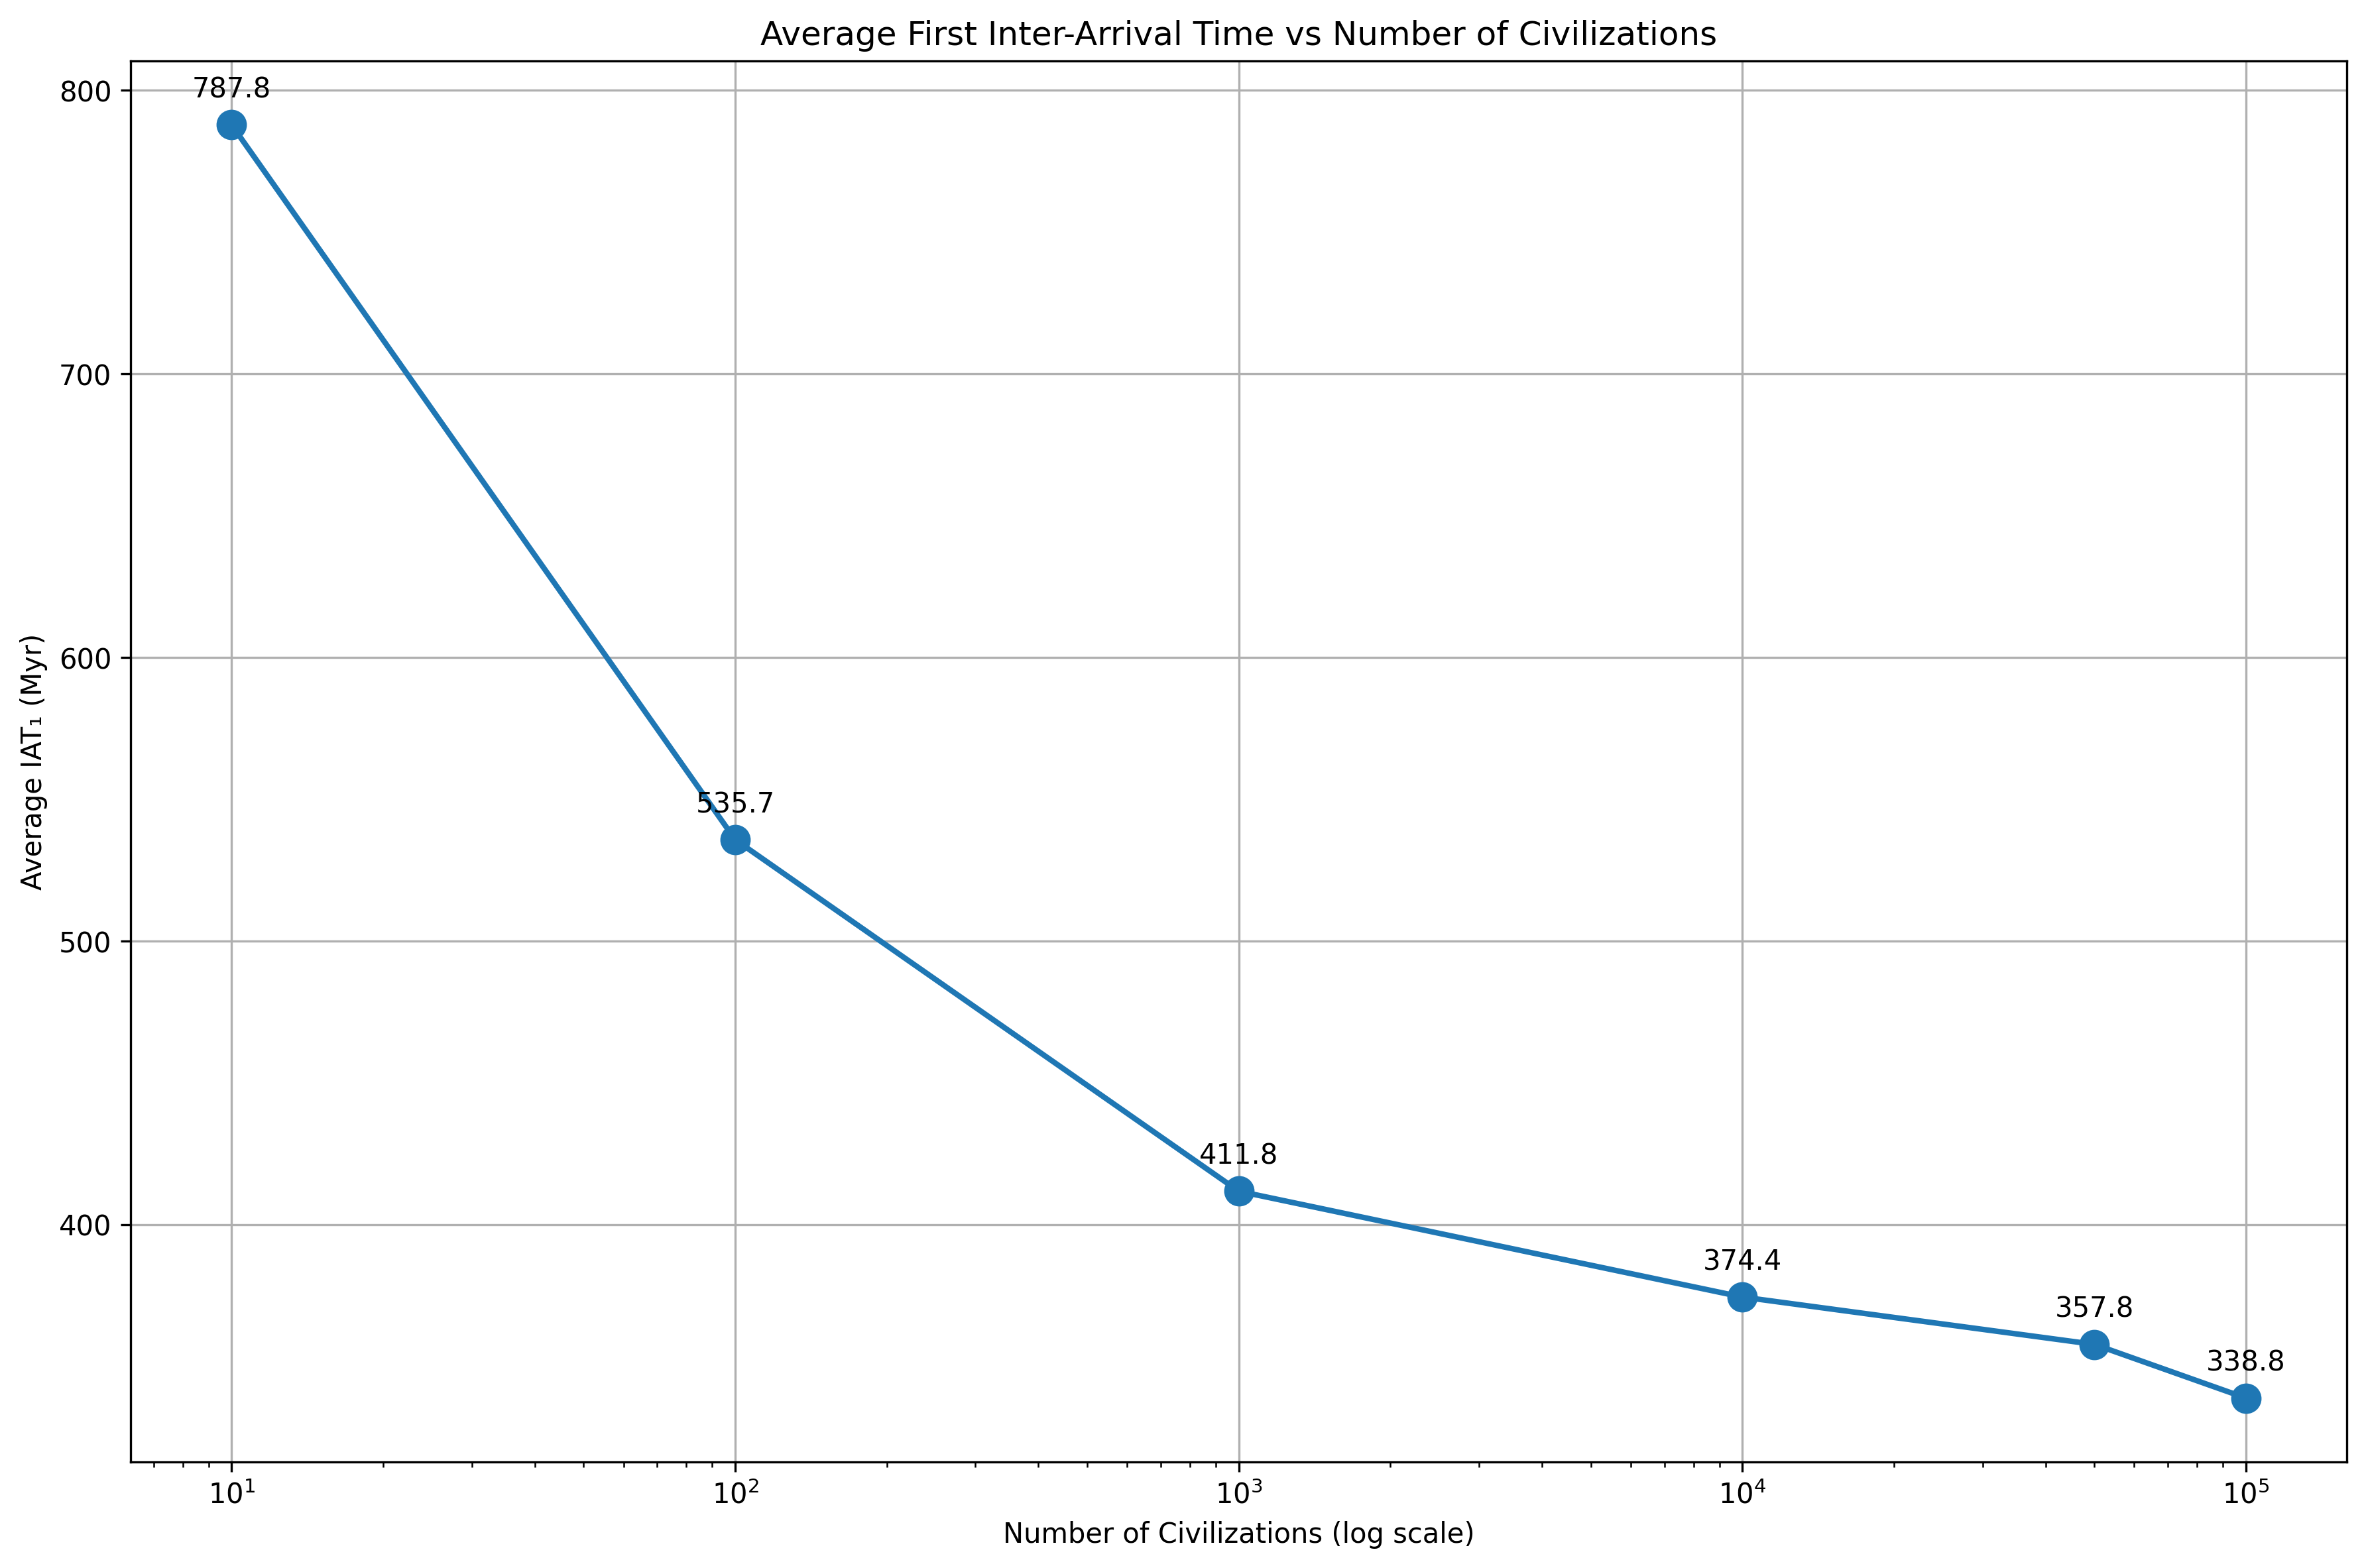 Average First Inter-Arrival Time vs Number of Civilizations
800
787.8
700
600
535.7
500
411.8
400
374.4
357.8
338.8
Average IAT₁ (Myr)
10¹ 10² 10³ 10⁴ 10⁵
Number of Civilizations (log scale)